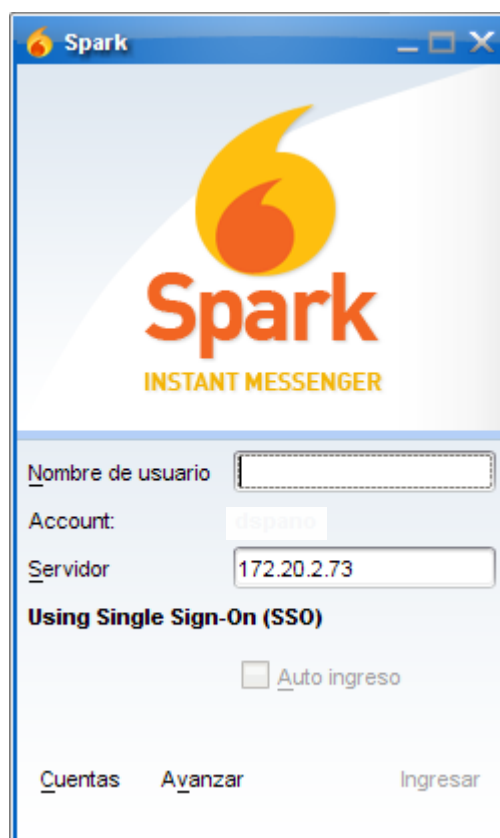 Spark
Spark
INSTANT MESSENGER
Nombre de usuario
Account: dspano
Servidor 172.20.2.73
Using Single Sign-On (SSO)
Auto ingreso
Cuentas Avanzar Ingresar